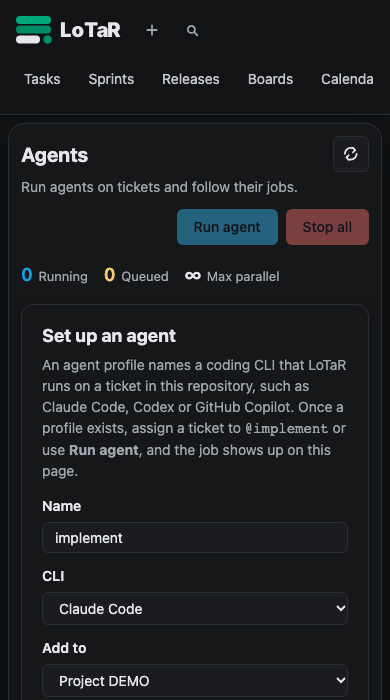 LoTaR
Tasks Sprints Releases Boards Calenda
Agents
Run agents on tickets and follow their jobs.
Run agent Stop all
0 Running 0 Queued ∞ Max parallel
Set up an agent
An agent profile names a coding CLI that LoTaR
runs on a ticket in this repository, such as
Claude Code, Codex or GitHub Copilot. Once a
profile exists, assign a ticket to @implement or
use Run agent, and the job shows up on this
page.
Name
implement
CLI
Claude Code
Add to
Project DEMO